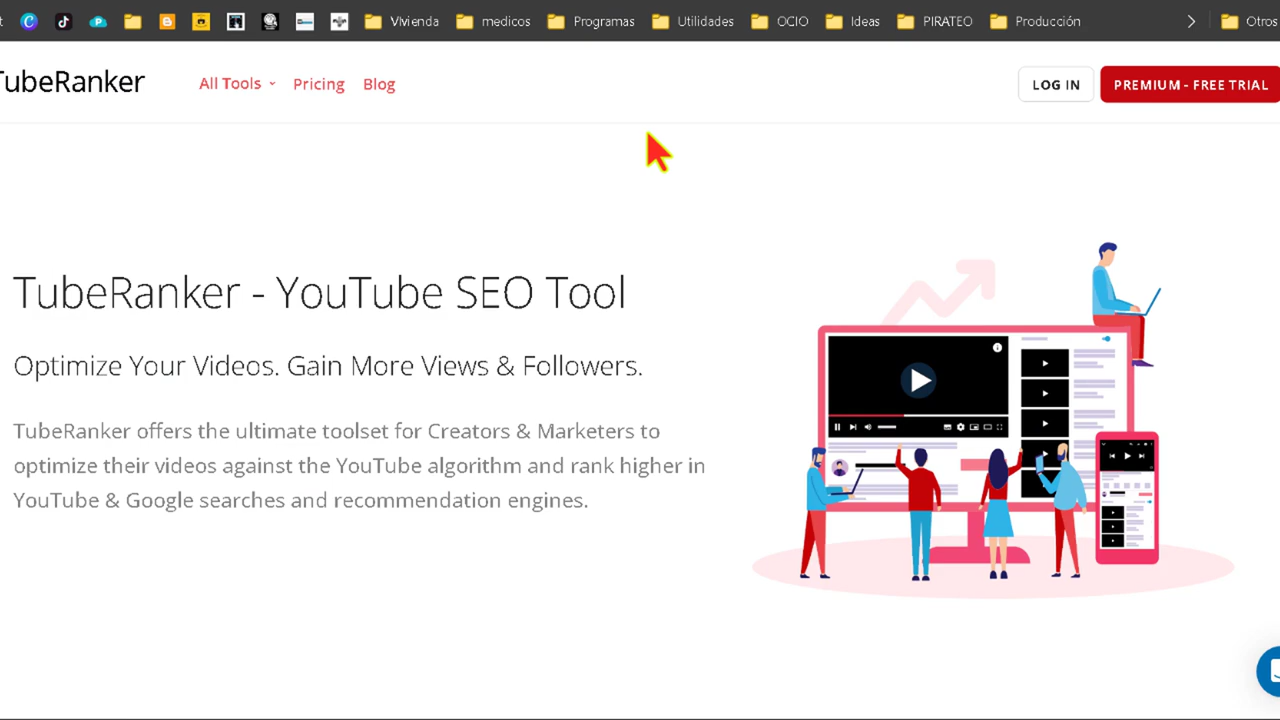 Vivienda medicos Programas Utilidades OCIO Ideas PIRATEO Producción Otros
TubeRanker All Tools Pricing Blog LOG IN PREMIUM - FREE TRIAL
TubeRanker - YouTube SEO Tool
Optimize Your Videos. Gain More Views & Followers.
TubeRanker offers the ultimate toolset for Creators & Marketers to
optimize their videos against the YouTube algorithm and rank higher in
YouTube & Google searches and recommendation engines.